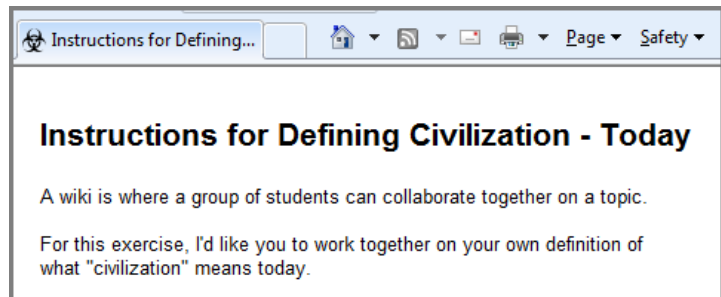 Instructions for Defining... Page Safety
Instructions for Defining Civilization - Today
A wiki is where a group of students can collaborate together on a topic.
For this exercise, I'd like you to work together on your own definition of
what "civilization" means today.